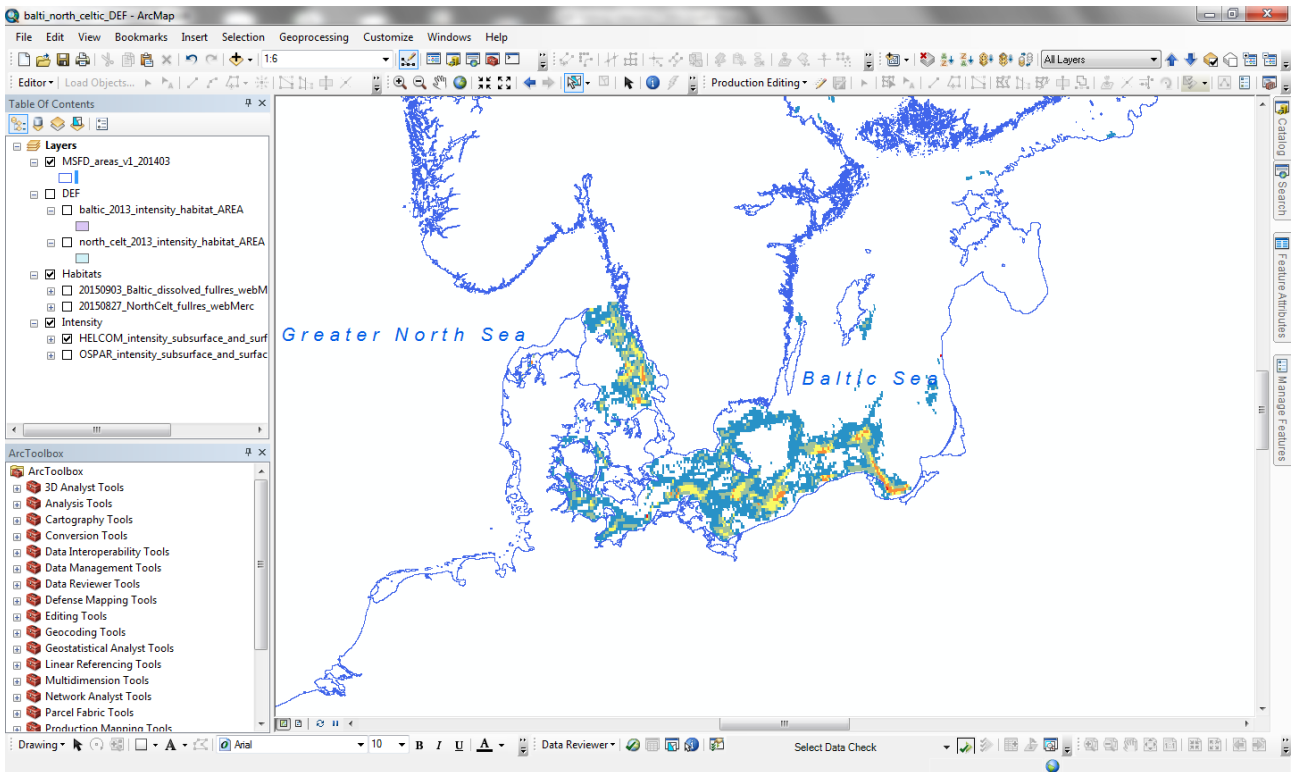 balti_north_celtic_DEF - ArcMap
File Edit View Bookmarks Insert Selection Geoprocessing Customize Windows Help
1:6 All Layers
Editor Load Objects... Production Editing
Table Of Contents
Layers
MSFD_areas_v1_201403
DEF
baltic_2013_intensity_habitat_AREA
north_celt_2013_intensity_habitat_AREA
Habitats
20150903_Baltic_dissolved_fullres_webM
20150827_NorthCelt_fullres_webMerc
Intensity
HELCOM_intensity_subsurface_and_surf
OSPAR_intensity_subsurface_and_surfac
ArcToolbox
ArcToolbox
3D Analyst Tools
Analysis Tools
Cartography Tools
Conversion Tools
Data Interoperability Tools
Data Management Tools
Data Reviewer Tools
Defense Mapping Tools
Editing Tools
Geocoding Tools
Geostatistical Analyst Tools
Linear Referencing Tools
Multidimension Tools
Network Analyst Tools
Parcel Fabric Tools
Production Mapping Tools
Greater North Sea
Baltic Sea
Catalog
Search
Feature Attributes
Manage Features
Drawing A Arial 10 B I U A Data Reviewer Select Data Check